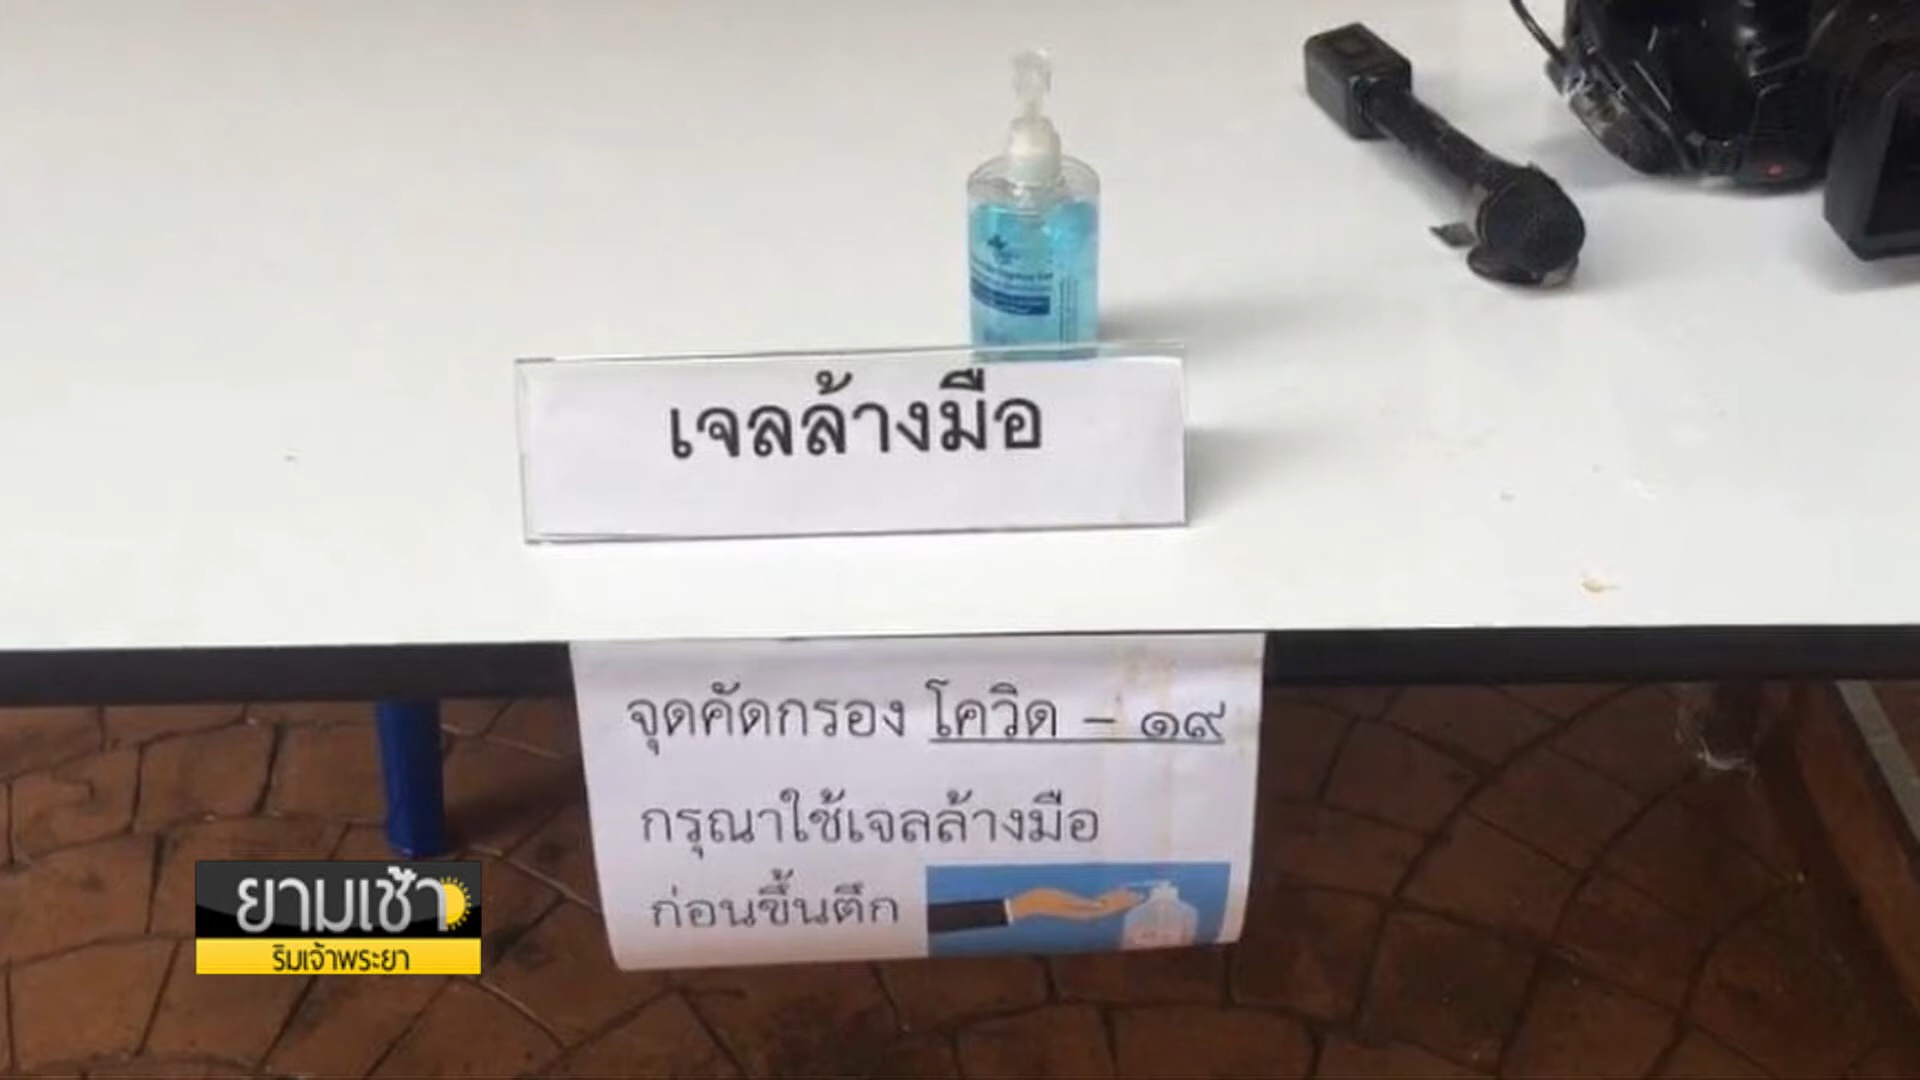 เจลล้างมือ
จุดคัดกรอง โควิด - ๑๙
กรุณาใช้เจลล้างมือ
ก่อนขึ้นตึก
ยามเช้า
ริมเจ้าพระยา